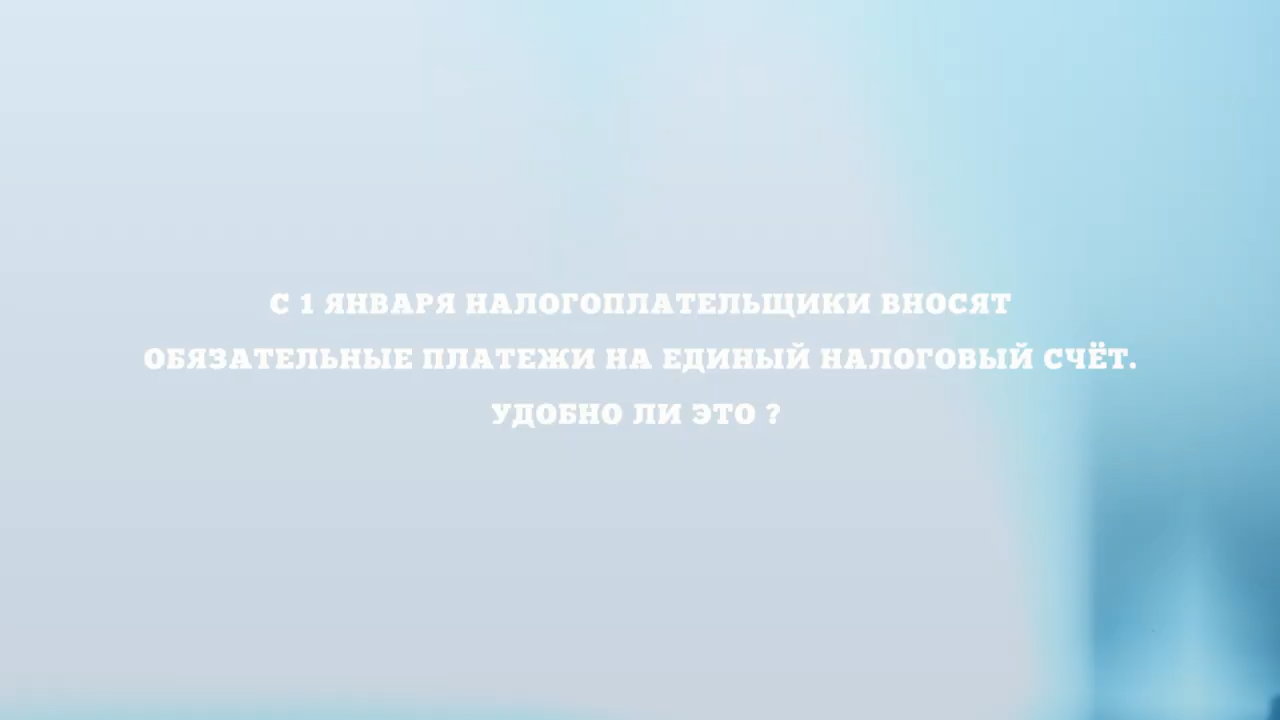 С 1 ЯНВАРЯ НАЛОГОПЛАТЕЛЬЩИКИ ВНОСЯТ
ОБЯЗАТЕЛЬНЫЕ ПЛАТЕЖИ НА ЕДИНЫЙ НАЛОГОВЫЙ СЧЁТ.
УДОБНО ЛИ ЭТО ?